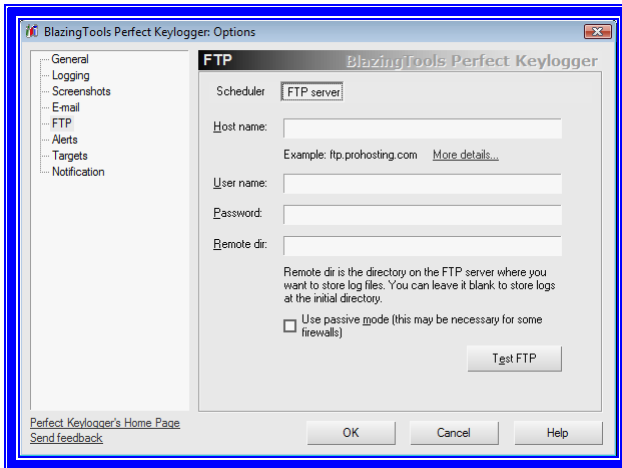 BlazingTools Perfect Keylogger: Options
General
Logging
Screenshots
E-mail
FTP
Alerts
Targets
Notification
FTP
BlazingTools Perfect Keylogger
Scheduler
FTP server
Host name:
Example: ftp.prohosting.com More details...
User name:
Password:
Remote dir:
Remote dir is the directory on the FTP server where you
want to store log files. You can leave it blank to store logs
at the initial directory.
Use passive mode (this may be necessary for some
firewalls)
Test FTP
Perfect Keylogger's Home Page
Send feedback
OK
Cancel
Help